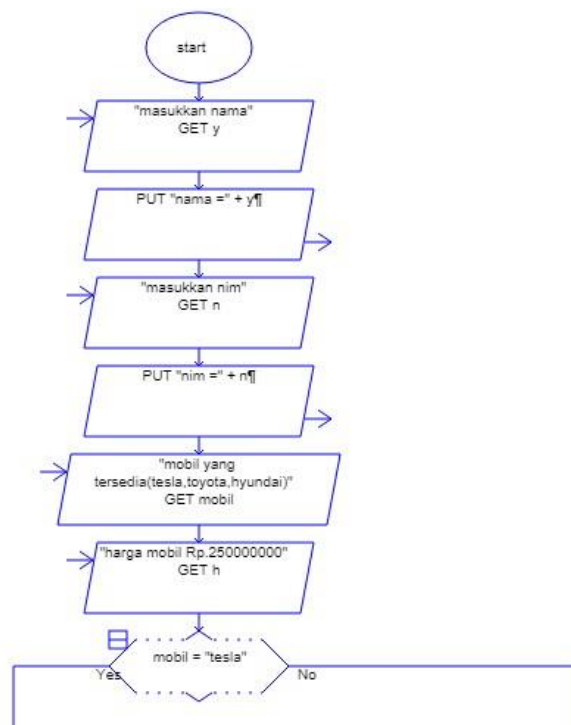 start
"masukkan nama"
GET y
PUT "nama =" + y¶
"masukkan nim"
GET n
PUT "nim =" + n¶
"mobil yang
tersedia(tesla,toyota,hyundai)"
GET mobil
"harga mobil Rp.250000000"
GET h
mobil = "tesla"
Yes
No